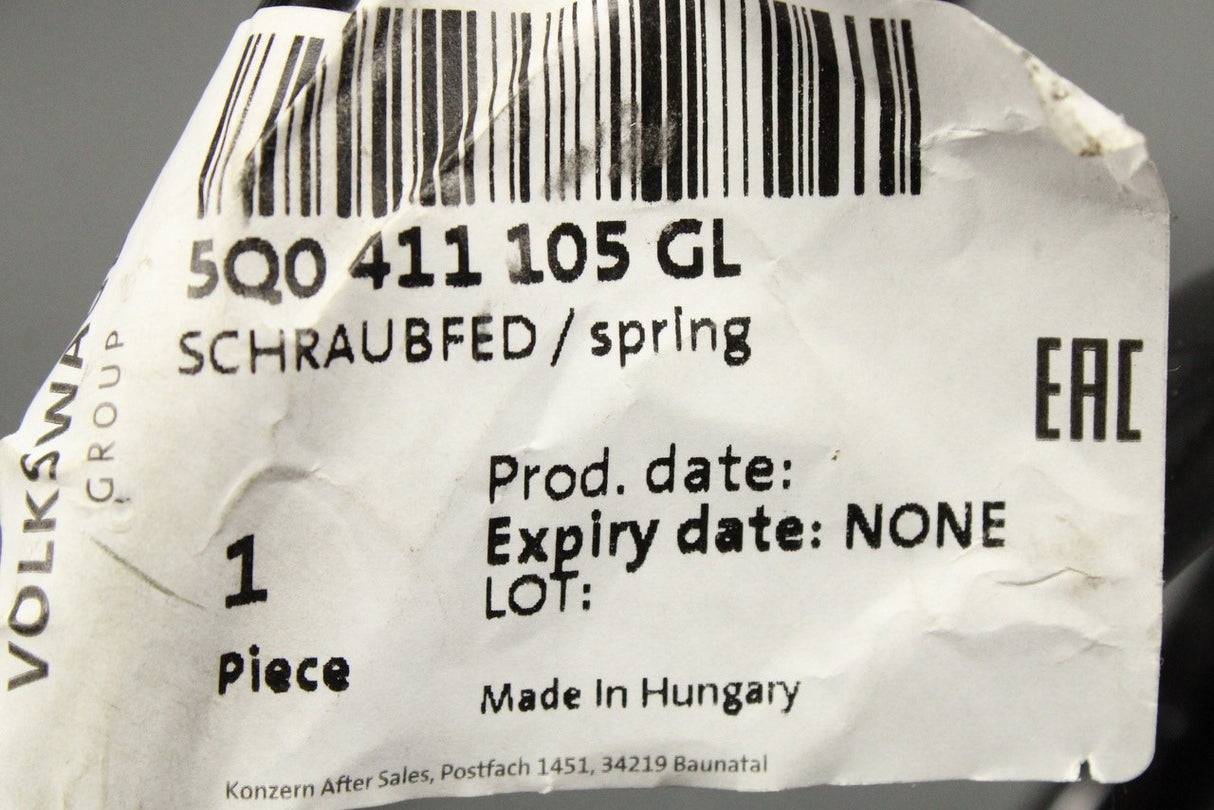 5Q0 411 105 GL
SCHRAUBFED / spring
EAC
Prod. date:
Expiry date: NONE
LOT:
1
Piece
Made In Hungary
Konzern After Sales, Postfach 1451, 34219 Baunatal
GROUP